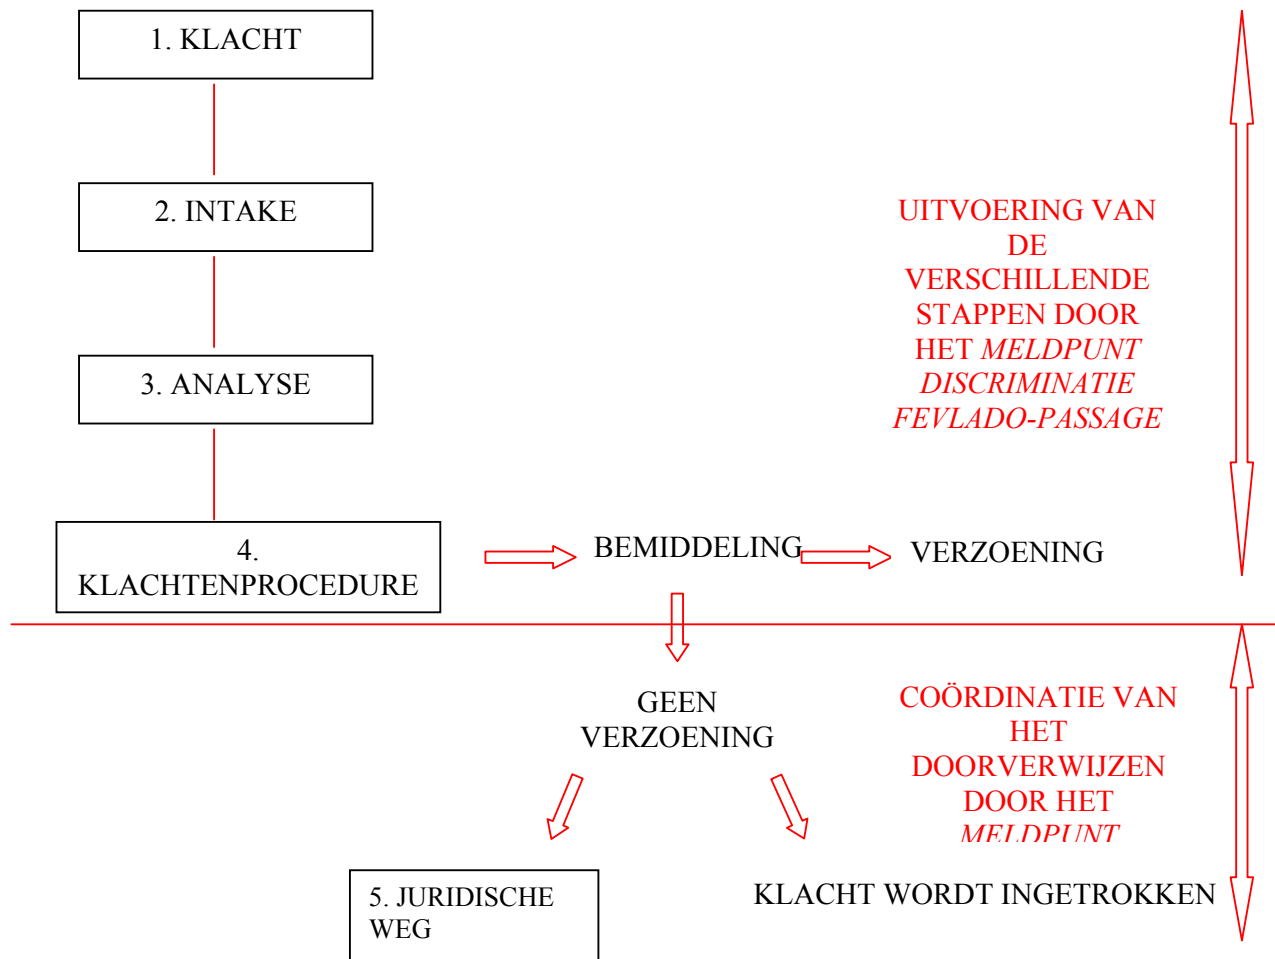 1. KLACHT
2. INTAKE
3. ANALYSE
4.
KLACHTENPROCEDURE
BEMIDDELING
VERZOENING
UITVOERING VAN
DE
VERSCHILLENDE
STAPPEN DOOR
HET MELDPUNT
DISCRIMINATIE
FEVLADO-PASSAGE
GEEN
VERZOENING
COÖRDINATIE VAN
HET
DOORVERWIJZEN
DOOR HET
MELDPUNT
5. JURIDISCHE
WEG
KLACHT WORDT INGETROKKEN